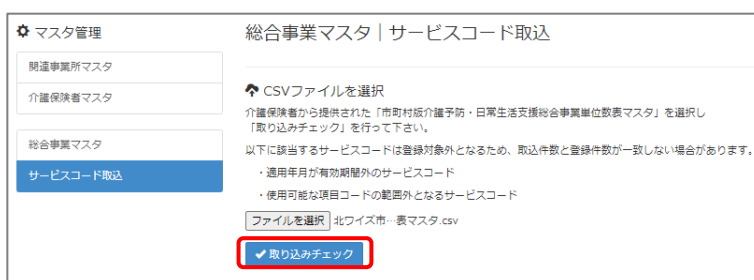 マスタ管理
関連事業所マスタ
介護保険者マスタ
総合事業マスタ
サービスコード取込
総合事業マスタ｜サービスコード取込
CSVファイルを選択
介護保険者から提供された「市町村版介護予防・日常生活支援総合事業単位数表マスタ」を選択し
「取り込みチェック」を行って下さい。
以下に該当するサービスコードは登録対象外となるため、取込件数と登録件数が一致しない場合があります。
・適用年月が有効期間外のサービスコード
・使用可能な項目コードの範囲外となるサービスコード
ファイルを選択 北ワイズ市…表マスタ.csv
取り込みチェック